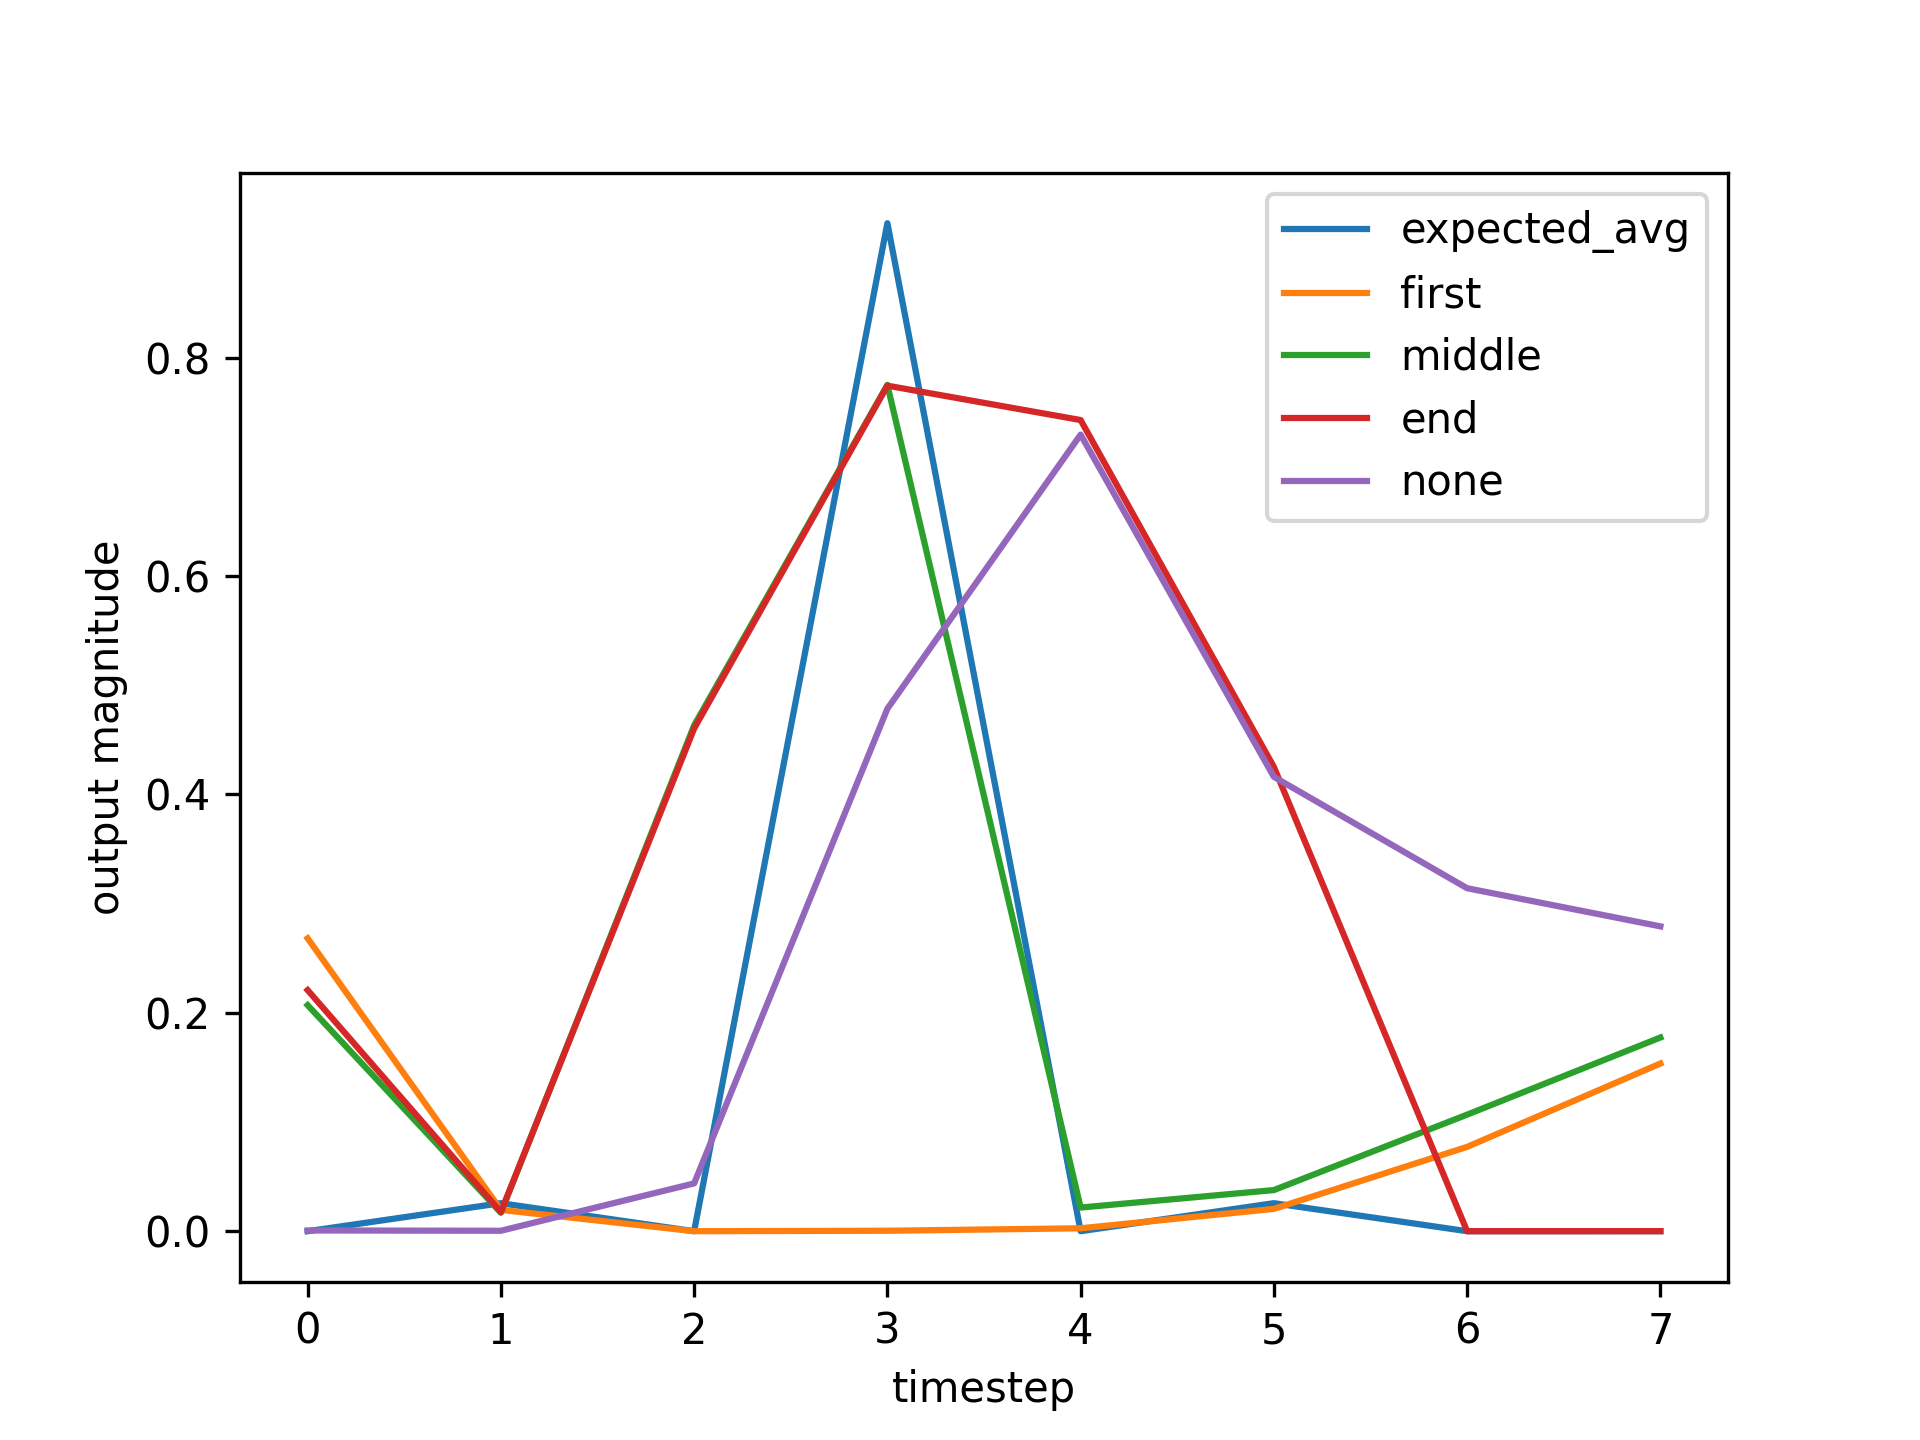 expected_avg
first
middle
end
none
output magnitude
0.8
0.6
0.4
0.2
0.0
0 1 2 3 4 5 6 7
timestep